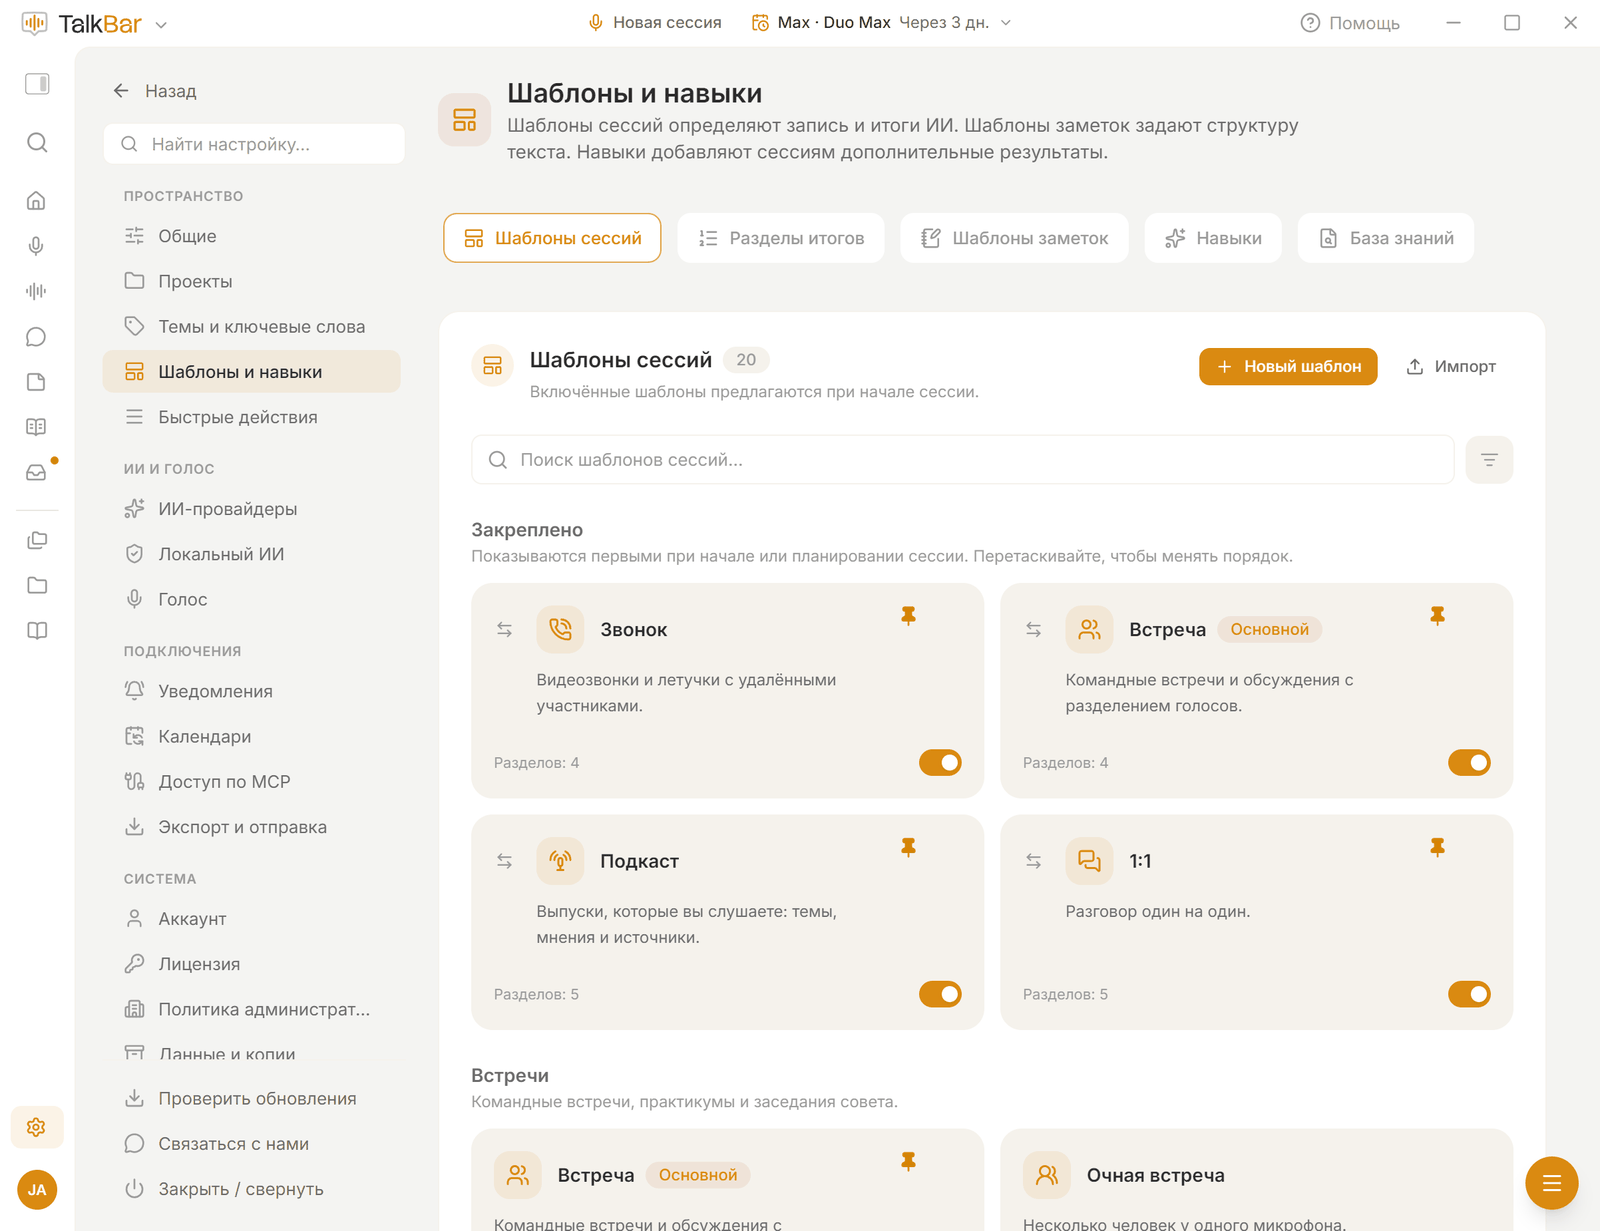 TalkBar
Новая сессия
Max · Duo Max Через 3 дн.
Помощь
Назад
Найти настройку...
ПРОСТРАНСТВО
Общие
Проекты
Темы и ключевые слова
Шаблоны и навыки
Быстрые действия
ИИ И ГОЛОС
ИИ-провайдеры
Локальный ИИ
Голос
ПОДКЛЮЧЕНИЯ
Уведомления
Календари
Доступ по MCP
Экспорт и отправка
СИСТЕМА
Аккаунт
Лицензия
Политика администрат...
Данные и копии
Проверить обновления
Связаться с нами
Закрыть / свернуть
JA
Шаблоны и навыки
Шаблоны сессий определяют запись и итоги ИИ. Шаблоны заметок задают структуру
текста. Навыки добавляют сессиям дополнительные результаты.
Шаблоны сессий
Разделы итогов
Шаблоны заметок
Навыки
База знаний
Шаблоны сессий 20
Включённые шаблоны предлагаются при начале сессии.
Новый шаблон
Импорт
Поиск шаблонов сессий...
Закреплено
Показываются первыми при начале или планировании сессии. Перетаскивайте, чтобы менять порядок.
Звонок
Видеозвонки и летучки с удалёнными
участниками.
Разделов: 4
Встреча Основной
Командные встречи и обсуждения с
разделением голосов.
Разделов: 4
Подкаст
Выпуски, которые вы слушаете: темы,
мнения и источники.
Разделов: 5
1:1
Разговор один на один.
Разделов: 5
Встречи
Командные встречи, практикумы и заседания совета.
Встреча Основной
Командные встречи и обсуждения с
Очная встреча
Несколько человек у одного микрофона.